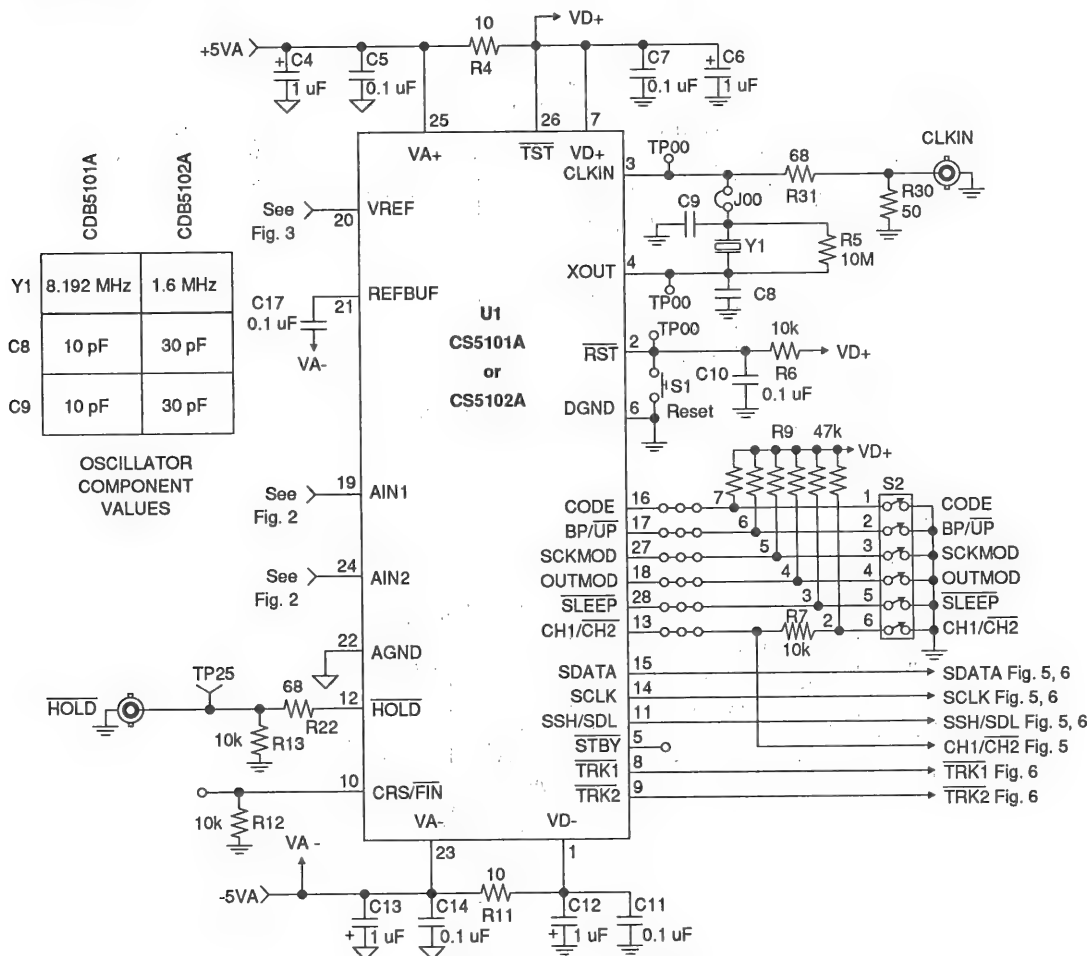 +5VA
C4
+
1 uF
C5
0.1 uF
10
R4
VD+
C7
0.1 uF
C6
+
1 uF
25
26
7
VA+
TST
VD+
CLKIN
3
TP00
68
R31
CLKIN
R30
50
J00
C9
Y1
R5
10M
XOUT
4
TP00
C8
See
Fig. 3
20
VREF
REFBUF
21
C17
0.1 uF
VA-
U1
CS5101A
or
CS5102A
CDB5101A
CDB5102A
Y1 8.192 MHz 1.6 MHz
C8 10 pF 30 pF
C9 10 pF 30 pF
OSCILLATOR
COMPONENT
VALUES
RST
2
TP00
10k
R6
VD+
C10
0.1 uF
S1
Reset
DGND
6
R9
47k
VD+
S2
See
Fig. 2
19
AIN1
See
Fig. 2
24
AIN2
22
AGND
CODE 16 7 1 CODE
BP/UP 17 6 2 BP/UP
SCKMOD 27 5 3 SCKMOD
OUTMOD 18 4 4 OUTMOD
SLEEP 28 3 5 SLEEP
CH1/CH2 13 R7 10k 2 6 CH1/CH2
SDATA 15 SDATA Fig. 5, 6
SCLK 14 SCLK Fig. 5, 6
SSH/SDL 11 SSH/SDL Fig. 5, 6
STBY 5 CH1/CH2 Fig. 5
TRK1 8 TRK1 Fig. 6
TRK2 9 TRK2 Fig. 6
HOLD
TP25
10k
R13
68
R22
12
HOLD
10
CRS/FIN
10k
R12
VA-
VD-
23
1
VA -
-5VA
C13
+
1 uF
C14
0.1 uF
10
R11
C12
+
1 uF
C11
0.1 uF